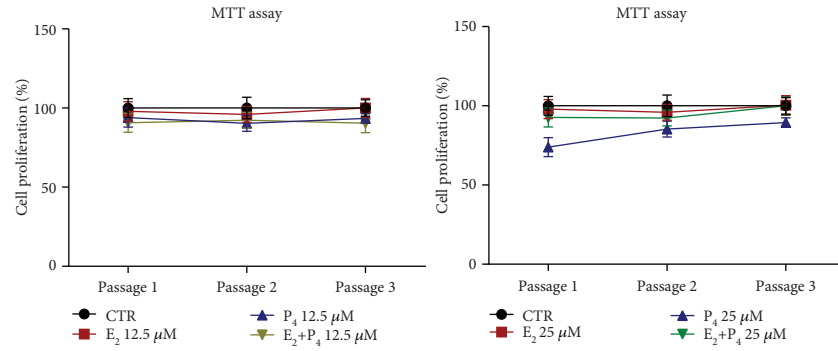 MTT assay
Cell proliferation (%)
150
100
50
0
Passage 1 Passage 2 Passage 3
CTR
E₂ 12.5 μM
P₄ 12.5 μM
E₂+P₄ 12.5 μM
MTT assay
Cell proliferation (%)
150
100
50
0
Passage 1 Passage 2 Passage 3
CTR
E₂ 25 μM
P₄ 25 μM
E₂+P₄ 25 μM